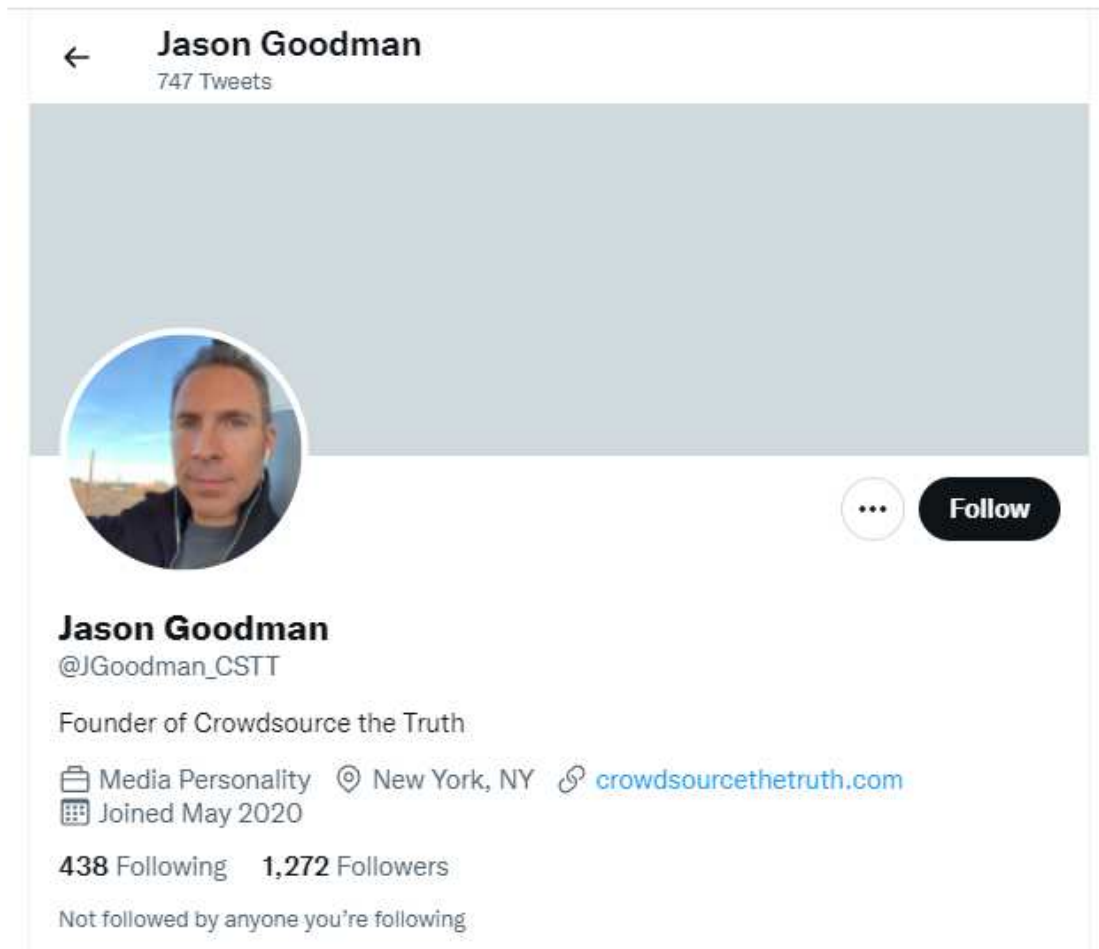 Jason Goodman
747 Tweets
Follow
Jason Goodman
@JGoodman_CSTT
Founder of Crowdsource the Truth
Media Personality New York, NY crowdsourcethetruth.com
Joined May 2020
438 Following 1,272 Followers
Not followed by anyone you’re following